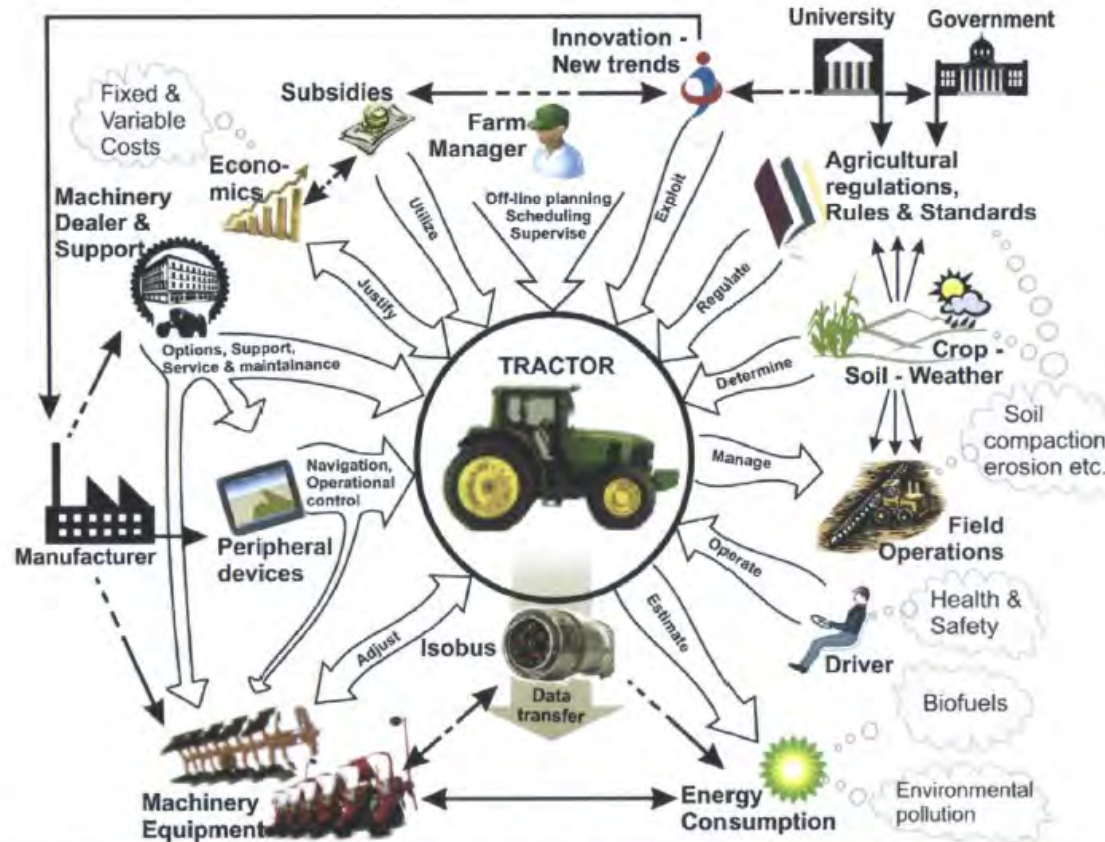 University
Government
Innovation -
New trends
Subsidies
Farm
Manager
Fixed &
Variable
Costs
Econo-
mics
Machinery
Dealer &
Support
Agricultural
regulations,
Rules & Standards
Off-line planning
Scheduling
Supervise
Utilize
Exploit
Justify
Regulate
Options, Support,
Service & maintainance
TRACTOR
Determine
Crop -
Soil - Weather
Soil
compaction
erosion etc.
Manage
Navigation,
Operational
control
Manufacturer
Peripheral
devices
Field
Operations
Operate
Health &
Safety
Driver
Adjust
Isobus
Estimate
Data
transfer
Biofuels
Machinery
Equipment
Energy
Consumption
Environmental
pollution